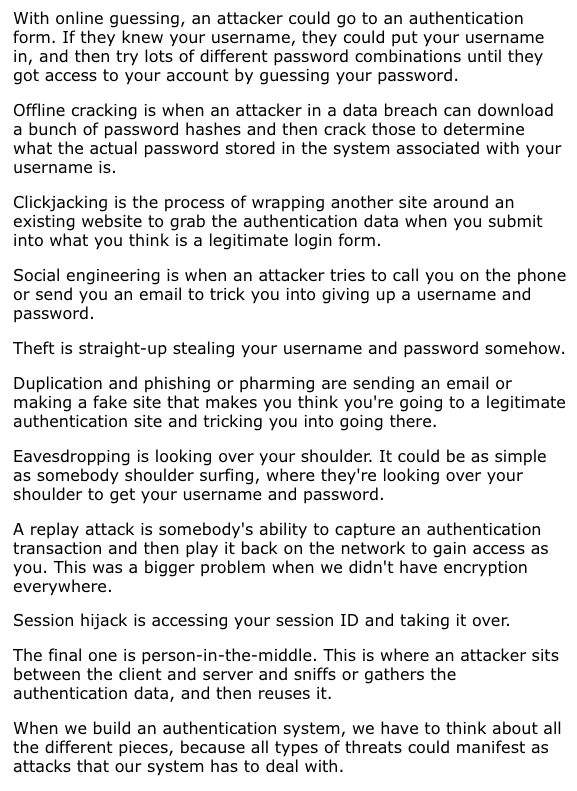 With online guessing, an attacker could go to an authentication
form. If they knew your username, they could put your username
in, and then try lots of different password combinations until they
got access to your account by guessing your password.
Offline cracking is when an attacker in a data breach can download
a bunch of password hashes and then crack those to determine
what the actual password stored in the system associated with your
username is.
Clickjacking is the process of wrapping another site around an
existing website to grab the authentication data when you submit
into what you think is a legitimate login form.
Social engineering is when an attacker tries to call you on the phone
or send you an email to trick you into giving up a username and
password.
Theft is straight-up stealing your username and password somehow.
Duplication and phishing or pharming are sending an email or
making a fake site that makes you think you're going to a legitimate
authentication site and tricking you into going there.
Eavesdropping is looking over your shoulder. It could be as simple
as somebody shoulder surfing, where they're looking over your
shoulder to get your username and password.
A replay attack is somebody's ability to capture an authentication
transaction and then play it back on the network to gain access as
you. This was a bigger problem when we didn't have encryption
everywhere.
Session hijack is accessing your session ID and taking it over.
The final one is person-in-the-middle. This is where an attacker sits
between the client and server and sniffs or gathers the
authentication data, and then reuses it.
When we build an authentication system, we have to think about all
the different pieces, because all types of threats could manifest as
attacks that our system has to deal with.